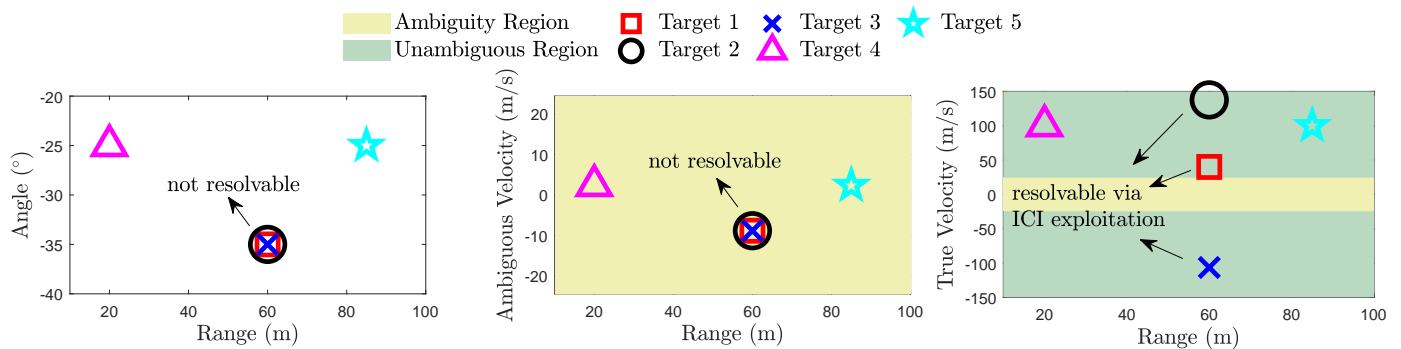 Ambiguity Region
Unambiguous Region
Target 1
Target 2
Target 3
Target 4
Target 5
-20
-25
-30
-35
-40
Angle (°)
not resolvable
20
40
60
80
100
Range (m)
20
10
0
-10
-20
Ambiguous Velocity (m/s)
not resolvable
20
40
60
80
100
Range (m)
150
100
50
0
-50
-100
-150
True Velocity (m/s)
resolvable via
ICI exploitation
20
40
60
80
100
Range (m)